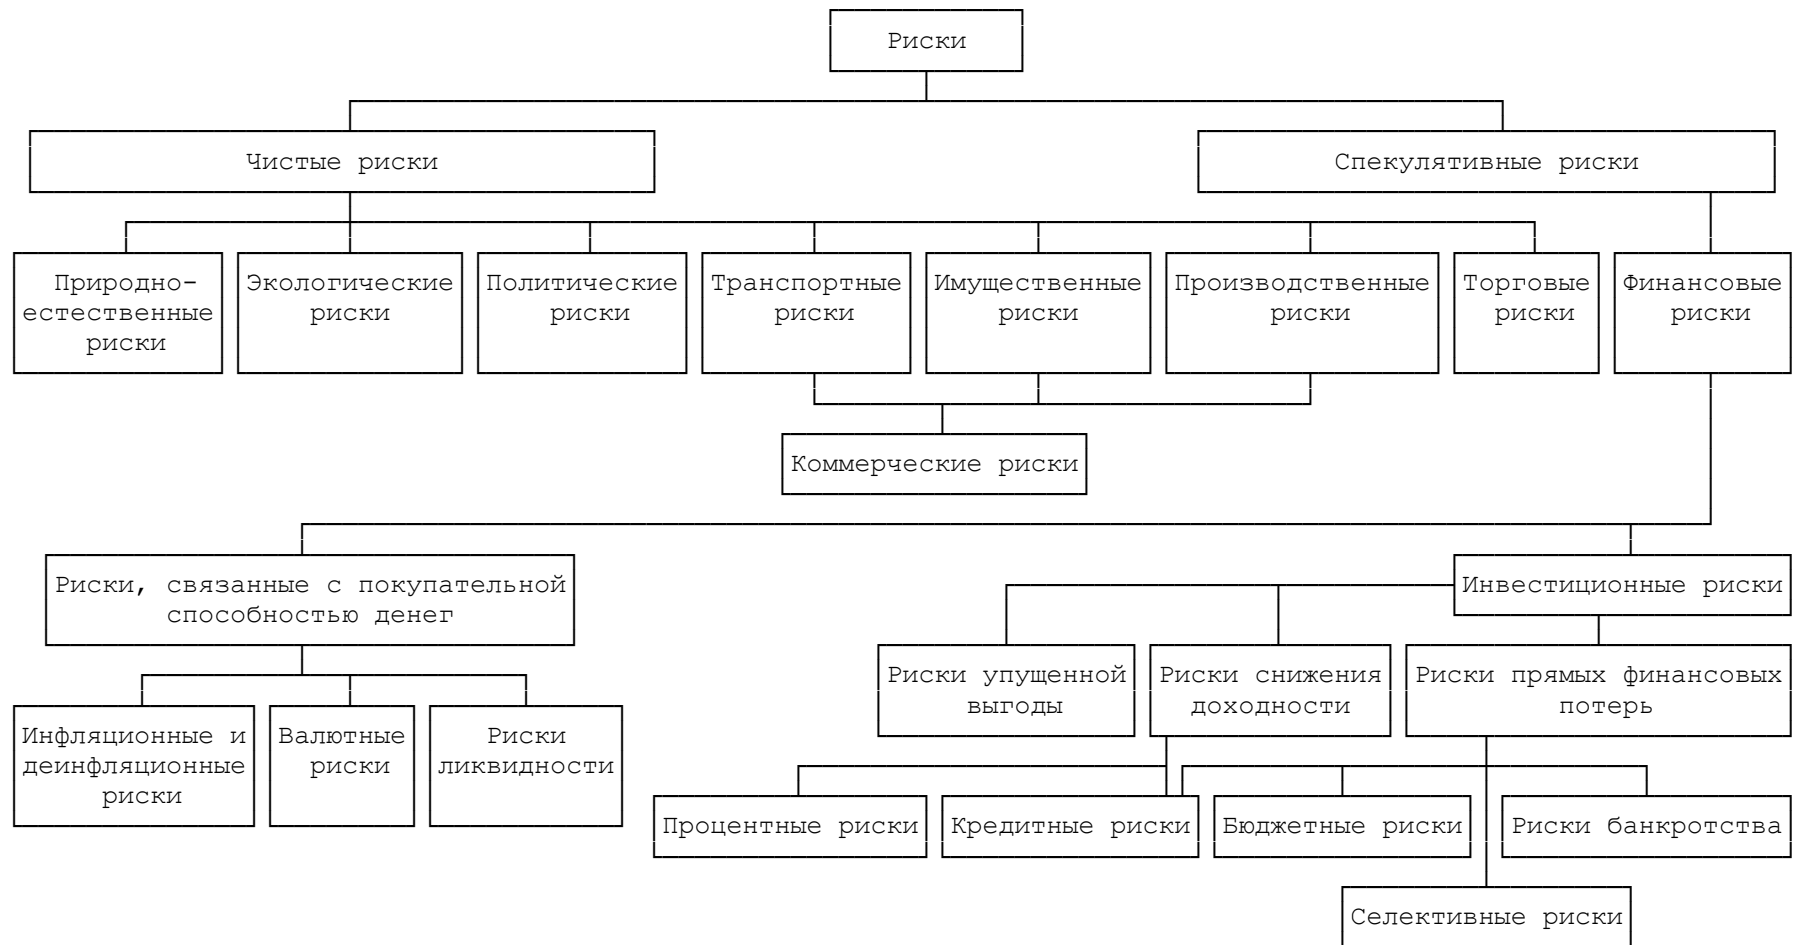 Риски
Чистые риски
Спекулятивные риски
Природно-
естественные
риски
Экологические
риски
Политические
риски
Транспортные
риски
Имущественные
риски
Производственные
риски
Торговые
риски
Финансовые
риски
Коммерческие риски
Риски, связанные с покупательной
способностью денег
Инвестиционные риски
Риски упущенной
выгоды
Риски снижения
доходности
Риски прямых финансовых
потерь
Инфляционные и
деинфляционные
риски
Валютные
риски
Риски
ликвидности
Процентные риски
Кредитные риски
Бюджетные риски
Риски банкротства
Селективные риски